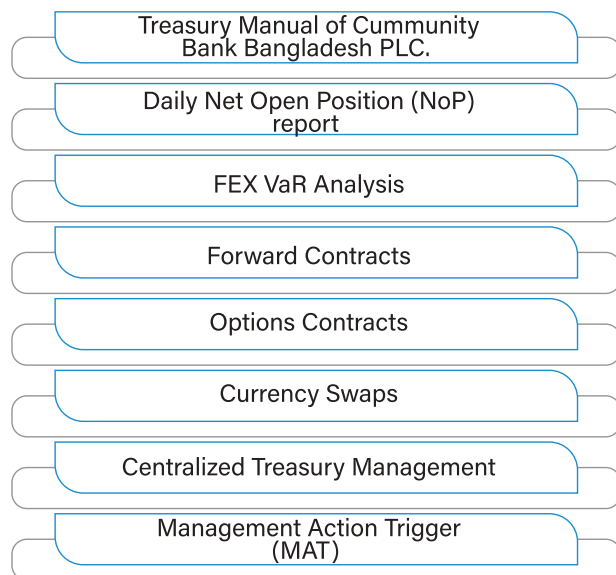 Treasury Manual of Cummunity
Bank Bangladesh PLC.
Daily Net Open Position (NoP)
report
FEX VaR Analysis
Forward Contracts
Options Contracts
Currency Swaps
Centralized Treasury Management
Management Action Trigger
(MAT)